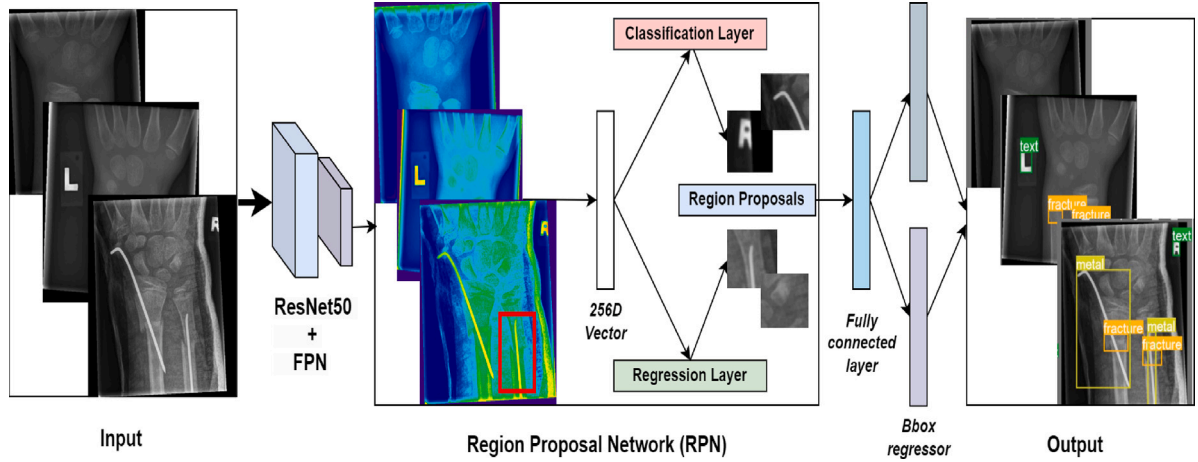 Classification Layer
L
R
R
ResNet50
+
FPN
256D
Vector
Region Proposals
R
Regression Layer
Fully
connected
layer
text
L
fracture
fracture
text
R
metal
fracture
metal
fracture
Input
Region Proposal Network (RPN)
Bbox
regressor
Output